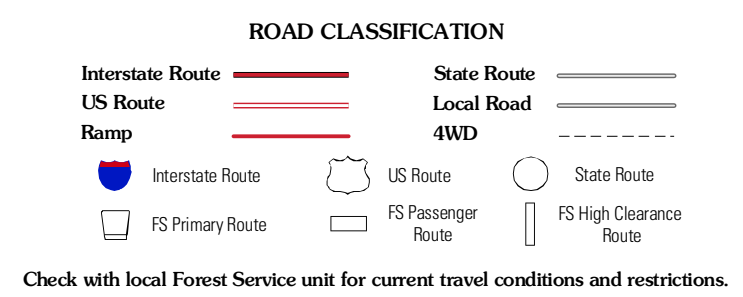 ROAD CLASSIFICATION
Interstate Route
State Route
US Route
Local Road
Ramp
4WD
Interstate Route
US Route
State Route
FS Primary Route
FS Passenger
Route
FS High Clearance
Route
Check with local Forest Service unit for current travel conditions and restrictions.